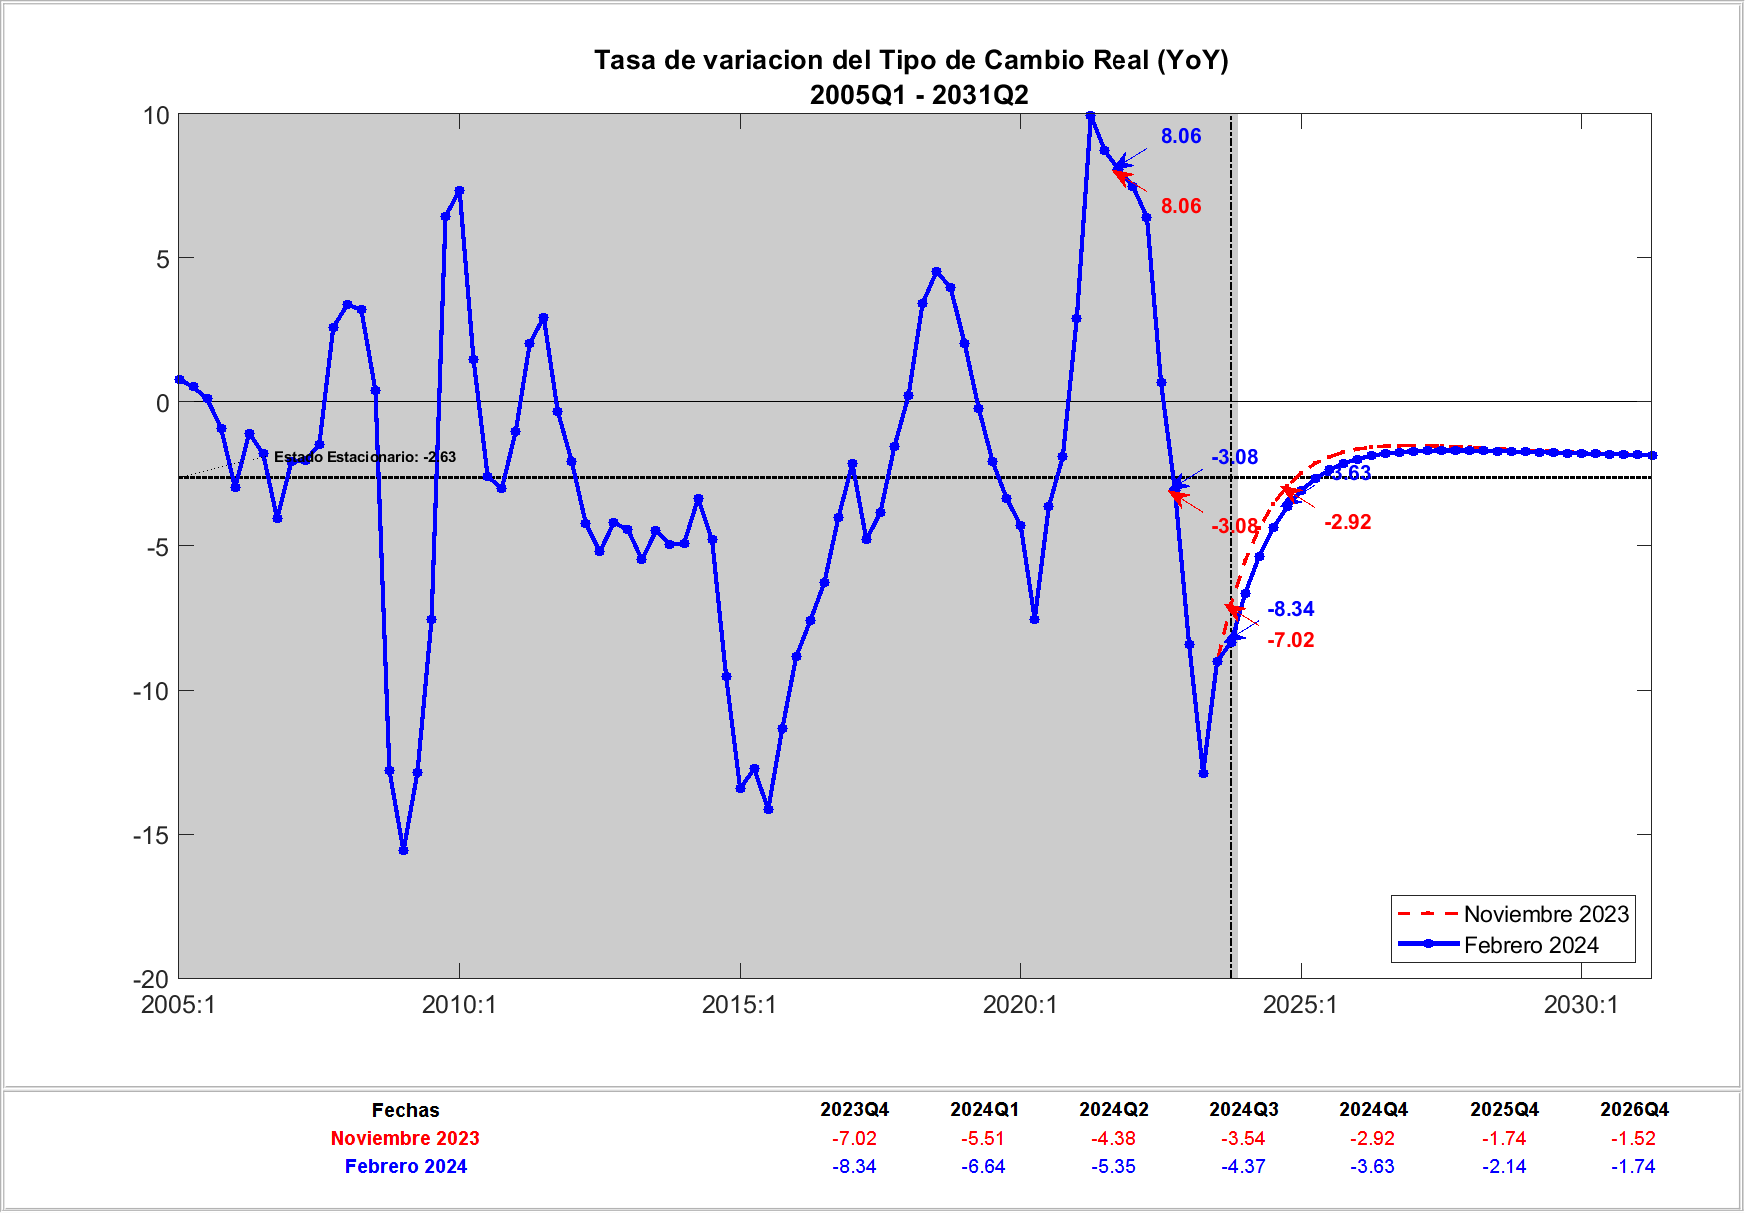 Tasa de variacion del Tipo de Cambio Real (YoY)
2005Q1 - 2031Q2
10
5
0
-5
-10
-15
-20
2005:1 2010:1 2015:1 2020:1 2025:1 2030:1
8.06
8.06
Estado Estacionario: -2.63
-3.08
-3.63
-3.08
-2.92
-8.34
-7.02
Noviembre 2023
Febrero 2024
Fechas 2023Q4 2024Q1 2024Q2 2024Q3 2024Q4 2025Q4 2026Q4
Noviembre 2023 -7.02 -5.51 -4.38 -3.54 -2.92 -1.74 -1.52
Febrero 2024 -8.34 -6.64 -5.35 -4.37 -3.63 -2.14 -1.74